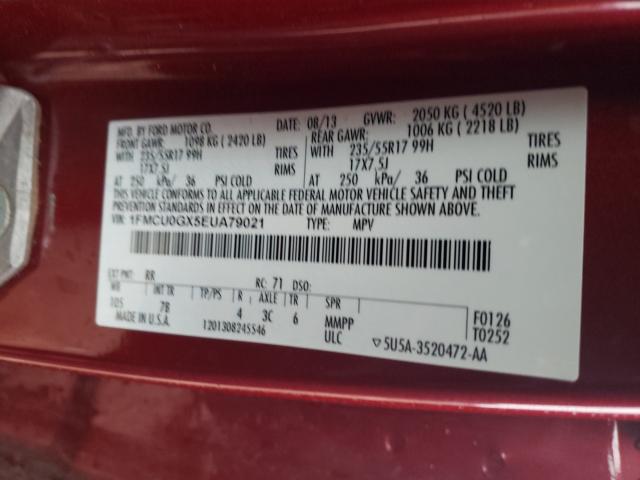 MFD. BY FORD MOTOR CO. DATE: 08/13 GVWR: 2050 KG ( 4520 LB)
FRONT GAWR: 1098 KG ( 2420 LB) REAR GAWR: 1006 KG ( 2218 LB)
WITH 235/55R17 99H TIRES WITH 235/55R17 99H TIRES
17X7.5J RIMS 17X7.5J RIMS
AT 250 kPa/ 36 PSI COLD AT 250 kPa/ 36 PSI COLD
THIS VEHICLE CONFORMS TO ALL APPLICABLE FEDERAL MOTOR VEHICLE SAFETY AND THEFT
PREVENTION STANDARDS IN EFFECT ON THE DATE OF MANUFACTURE SHOWN ABOVE.
VIN: 1FMCU0GX5EUA79021 TYPE: MPV
EXT PNT: RR RC: 71 DSO:
WB INT TR TP/PS R AXLE TR SPR
105 7B 4 3C 6 MMPP F0126
MADE IN U.S.A. 1201308245546 ULC T0252
▽5U5A-3520472-AA